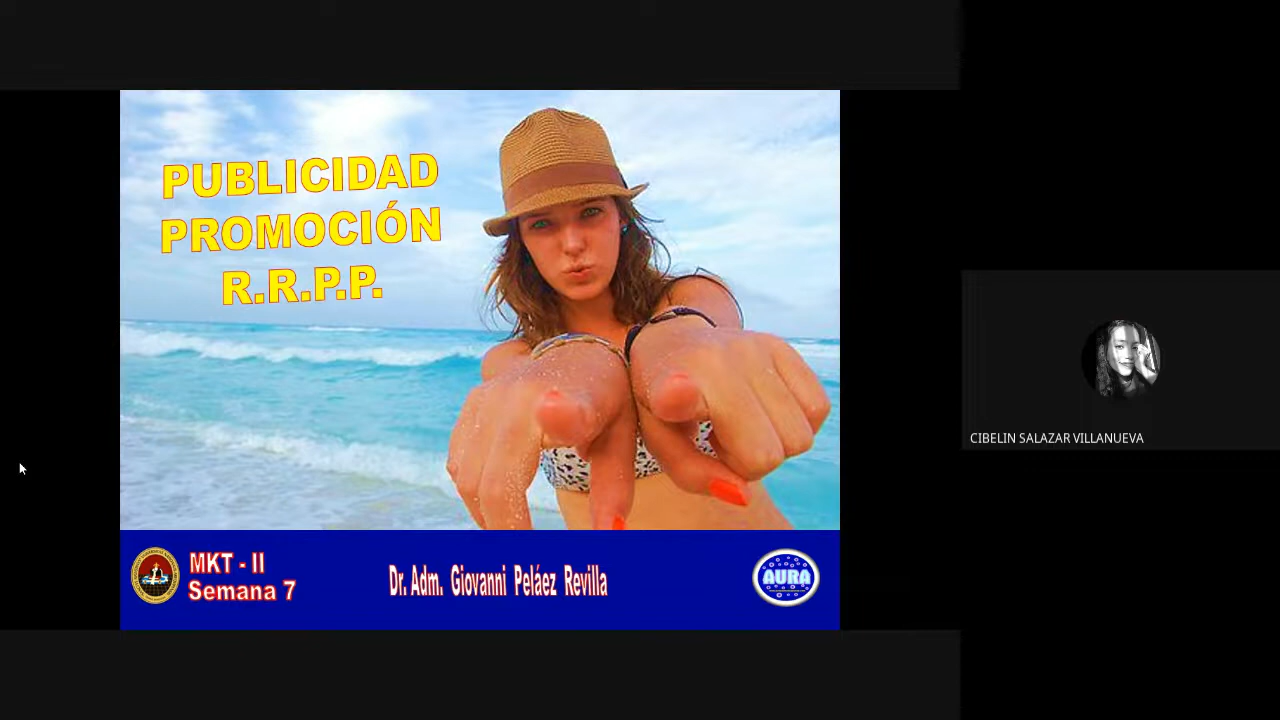 PUBLICIDAD
PROMOCIÓN
R.R.P.P.
CIBELIN SALAZAR VILLANUEVA
MKT - II
Semana 7
Dr. Adm. Giovanni Peláez Revilla
AURA